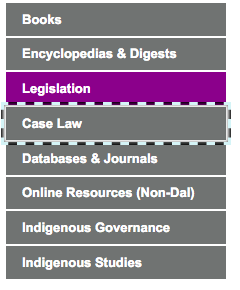 Books
Encyclopedias & Digests
Legislation
Case Law
Databases & Journals
Online Resources (Non-Dal)
Indigenous Governance
Indigenous Studies